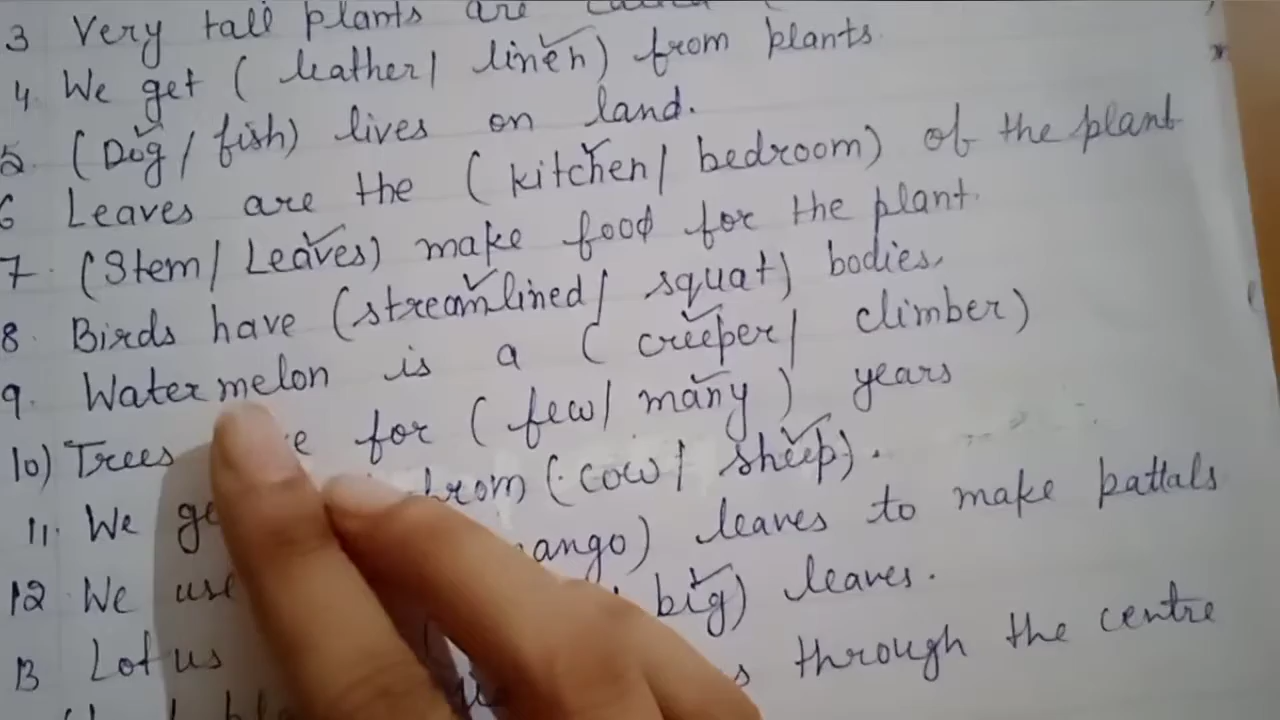 3 Very tall plants are
4. We get ( leather / linen) from plants
5. (Dog / fish) lives on land.
6 Leaves are the ( kitchen / bedroom) of the plant
7. (Stem / Leaves) make food for the plant.
8. Birds have (streamlined / squat) bodies.
9. Watermelon is a ( creeper / climber)
10) Trees for ( few / many ) years
11. We from ( cow / sheep).
12 We use leaves to make pattals
13 Lotus big) leaves.
through the centre